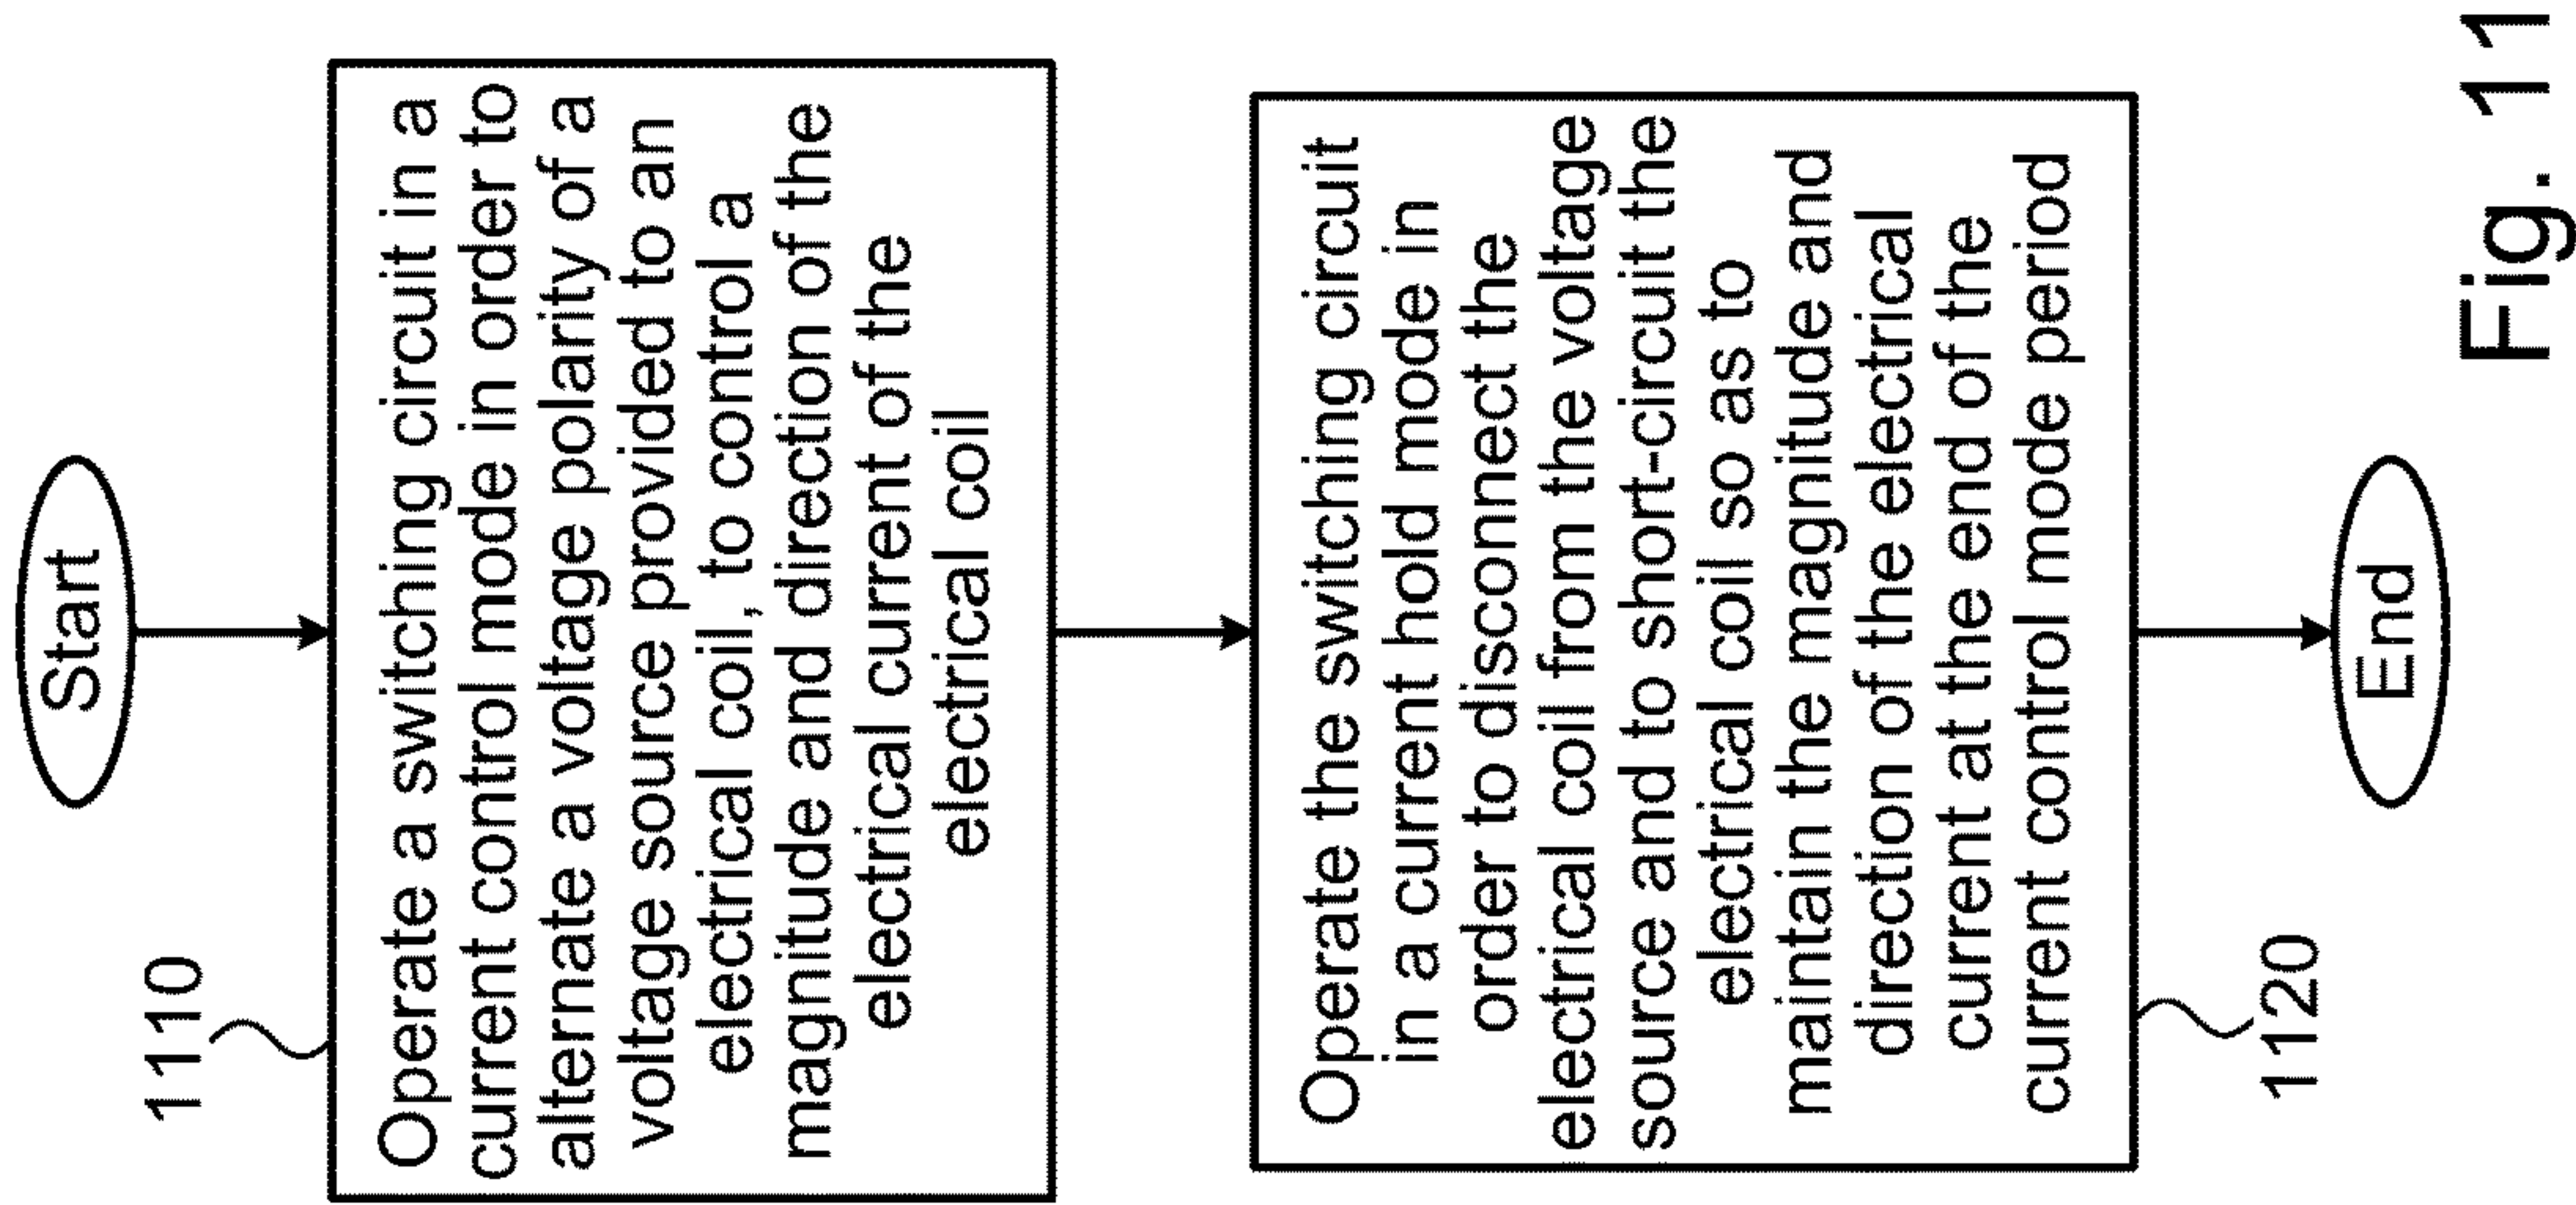 Start
1110
Operate a switching circuit in a
current control mode in order to
alternate a voltage polarity of a
voltage source provided to an
electrical coil, to control a
magnitude and direction of the
electrical current of the
electrical coil
Operate the switching circuit
in a current hold mode in
order to disconnect the
electrical coil from the voltage
source and to short-circuit the
electrical coil so as to
maintain the magnitude and
direction of the electrical
current at the end of the
current control mode period
1120
End
Fig. 11